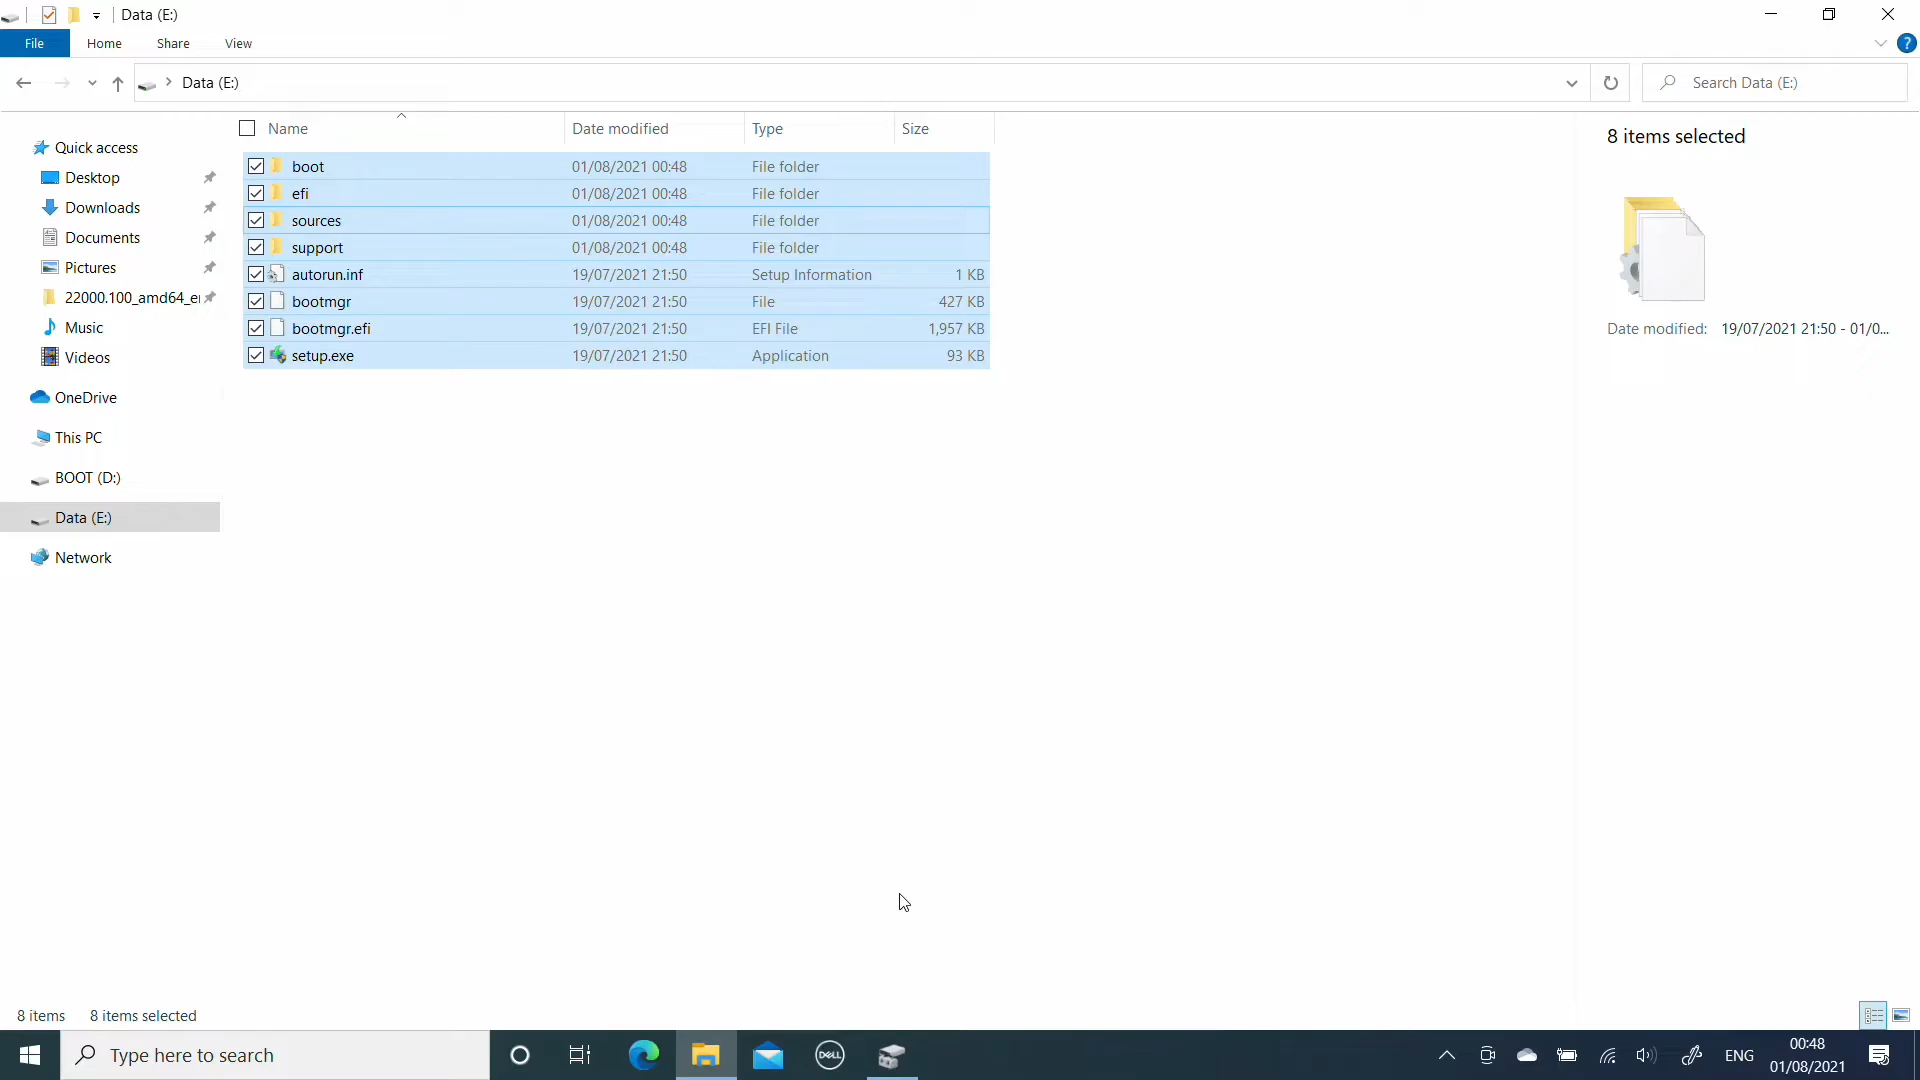 Data (E:)
File
Home
Share
View
Data (E:)
Search Data (E:)
Quick access
Desktop
Downloads
Documents
Pictures
22000.100_amd64_e
Music
Videos
OneDrive
This PC
BOOT (D:)
Data (E:)
Network
Name Date modified Type Size
boot 01/08/2021 00:48 File folder
efi 01/08/2021 00:48 File folder
sources 01/08/2021 00:48 File folder
support 01/08/2021 00:48 File folder
autorun.inf 19/07/2021 21:50 Setup Information 1 KB
bootmgr 19/07/2021 21:50 File 427 KB
bootmgr.efi 19/07/2021 21:50 EFI File 1,957 KB
setup.exe 19/07/2021 21:50 Application 93 KB
8 items selected
Date modified: 19/07/2021 21:50 - 01/0...
8 items 8 items selected
Type here to search
DELL
ENG
00:48
01/08/2021